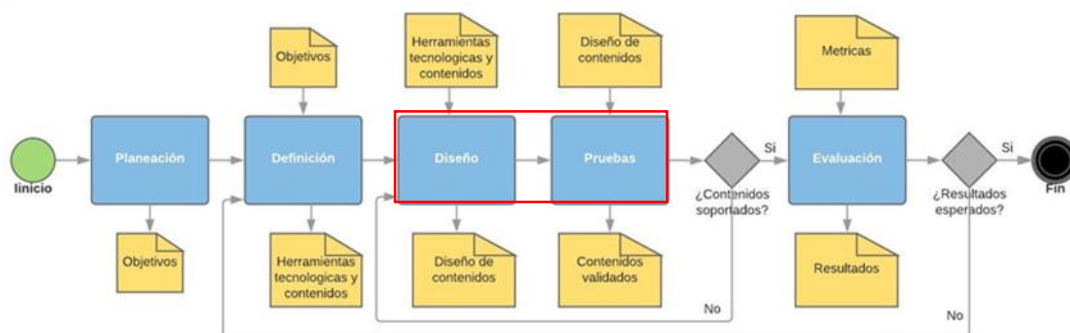 Objetivos
Herramientas
tecnologicas y
contenidos
Diseño de
contenidos
Metricas
Iinicio
Planeación
Definición
Diseño
Pruebas
¿Contenidos
soportados?
Si
Evaluación
¿Resultados
esperados?
Si
Fin
Objetivos
Herramientas
tecnologicas y
contenidos
Diseño de
contenidos
Contenidos
validados
No
Resultados
No